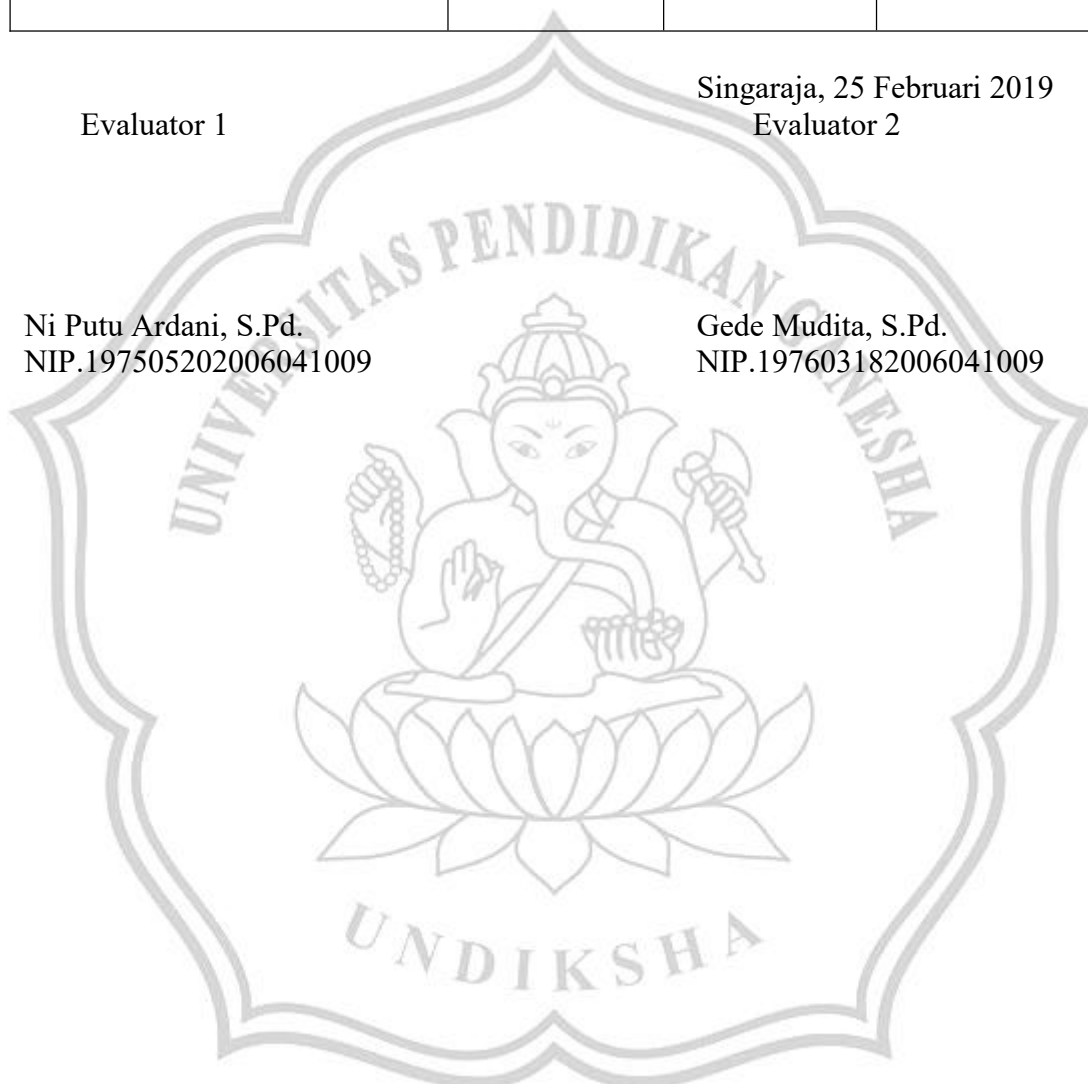 Singaraja, 25 Februari 2019
Evaluator 1 Evaluator 2
UNIVERSITAS PENDIDIKAN GANESHA
Ni Putu Ardani, S.Pd. Gede Mudita, S.Pd.
NIP.197505202006041009 NIP.197603182006041009
UNDIKSHA